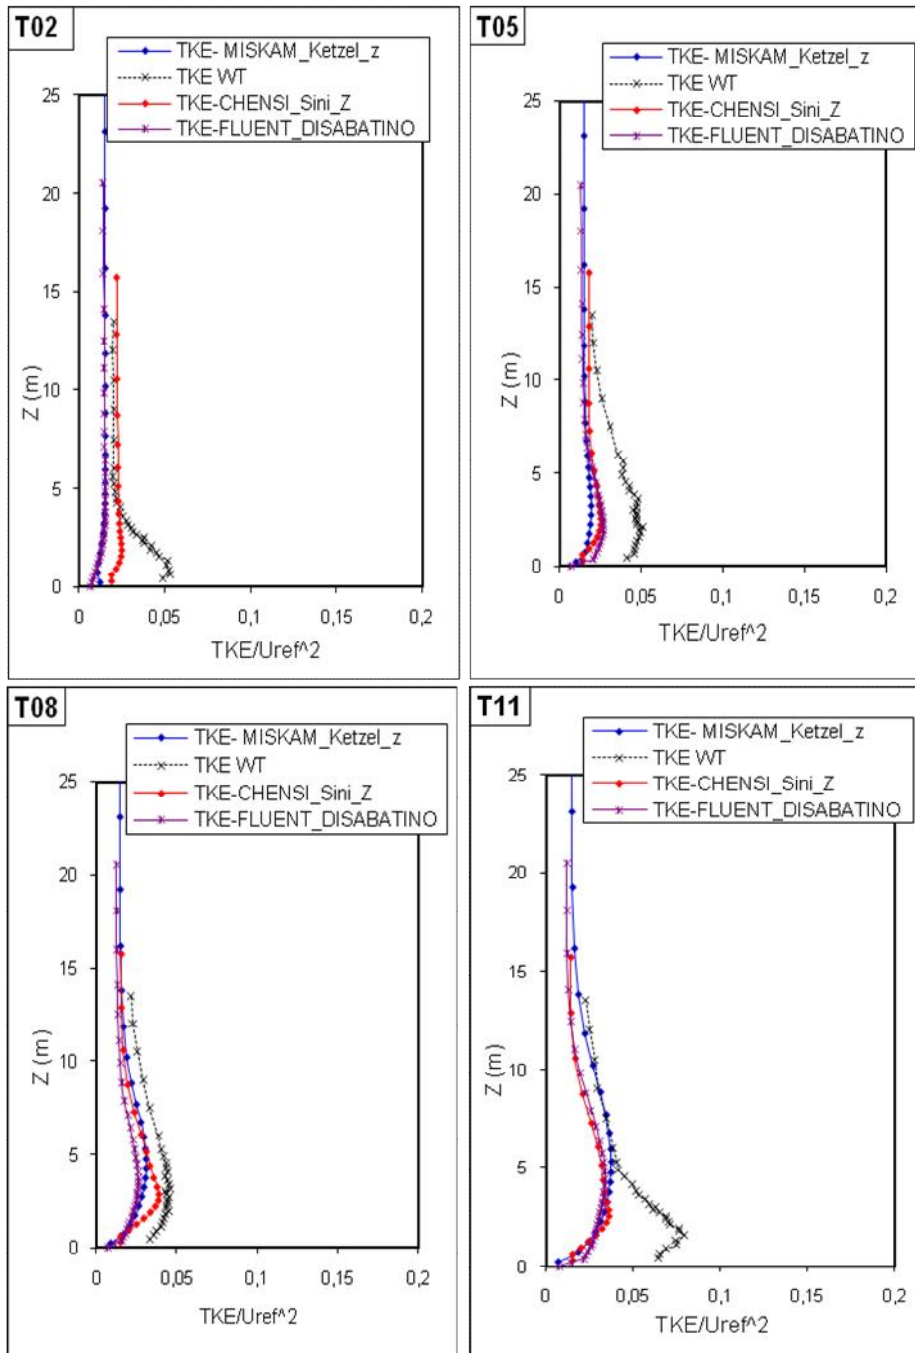 T02
TKE- MISKAM_Ketzel_z
TKE WT
TKE-CHENSI_Sini_Z
TKE-FLUENT_DISABATINO
25
20
15
10
5
0
Z (m)
0
0,05
0,1
0,15
0,2
TKE/Uref^2
T05
TKE- MISKAM_Ketzel_z
TKE WT
TKE-CHENSI_Sini_Z
TKE-FLUENT_DISABATINO
25
20
15
10
5
0
Z (m)
0
0,05
0,1
0,15
0,2
TKE/Uref^2
T08
TKE- MISKAM_Ketzel_z
TKE WT
TKE-CHENSI_Sini_Z
TKE-FLUENT_DISABATINO
25
20
15
10
5
0
Z (m)
0
0,05
0,1
0,15
0,2
TKE/Uref^2
T11
TKE- MISKAM_Ketzel_z
TKE WT
TKE-CHENSI_Sini_Z
TKE-FLUENT_DISABATINO
25
20
15
10
5
0
Z (m)
0
0,05
0,1
0,15
0,2
TKE/Uref^2